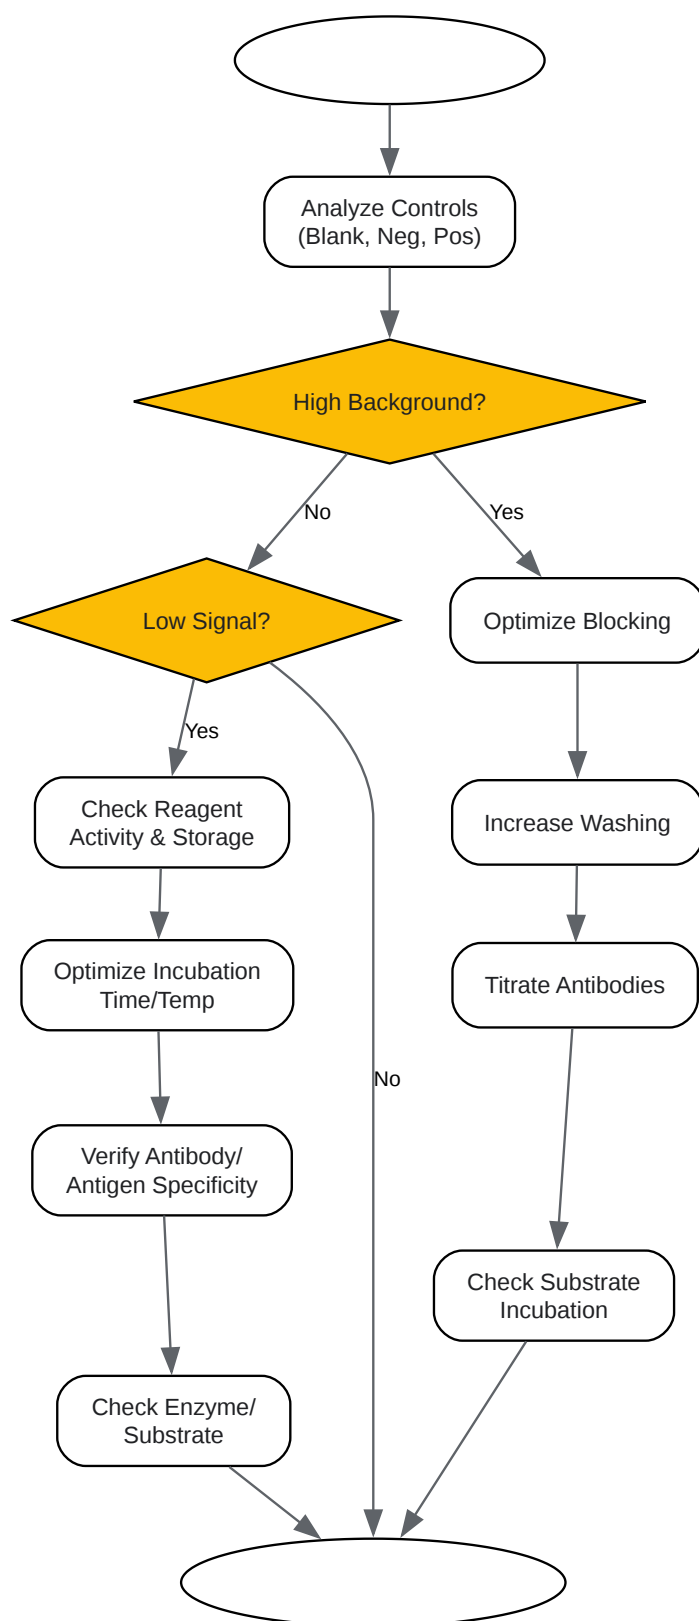 Analyze Controls
(Blank, Neg, Pos)
High Background?
No
Yes
Low Signal?
Optimize Blocking
Yes
Check Reagent
Activity & Storage
Increase Washing
Optimize Incubation
Time/Temp
Titrate Antibodies
No
Verify Antibody/
Antigen Specificity
Check Substrate
Incubation
Check Enzyme/
Substrate